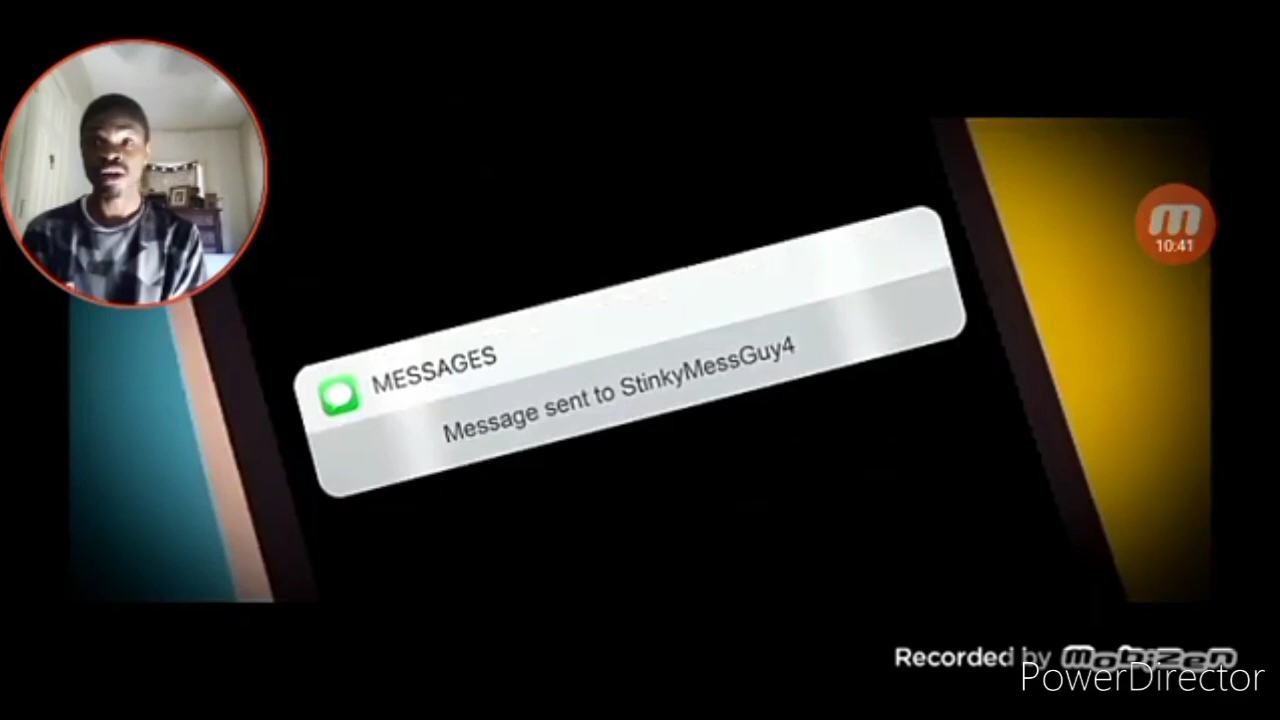 MESSAGES
Message sent to StinkyMessGuy4
10:41
Recorded by Mobizen
PowerDirector